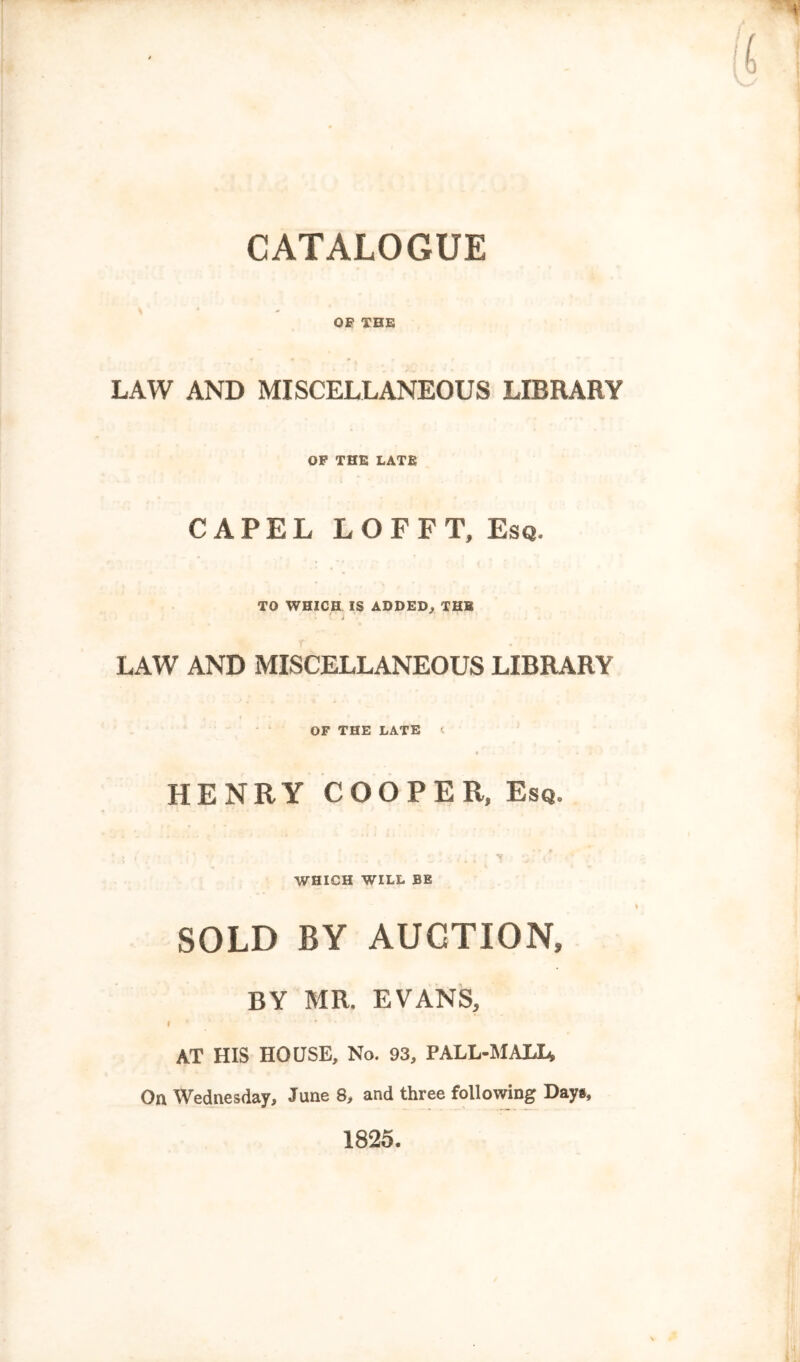 16
CATALOGUE
OF THE
LAW AND MISCELLANEOUS LIBRARY
OF THE LATE
CAPEL LOFFT, Esq.
TO WHICH IS ADDED, THE
LAW AND MISCELLANEOUS LIBRARY
OF THE LATE
HENRY COOPER, Esq.
WHICH WILL BE
SOLD BY AUCTION,
BY MR. EVANS,
AT HIS HOUSE, No. 93, PALL-MALL,
On Wednesday, June 8, and three following Days,
1825.